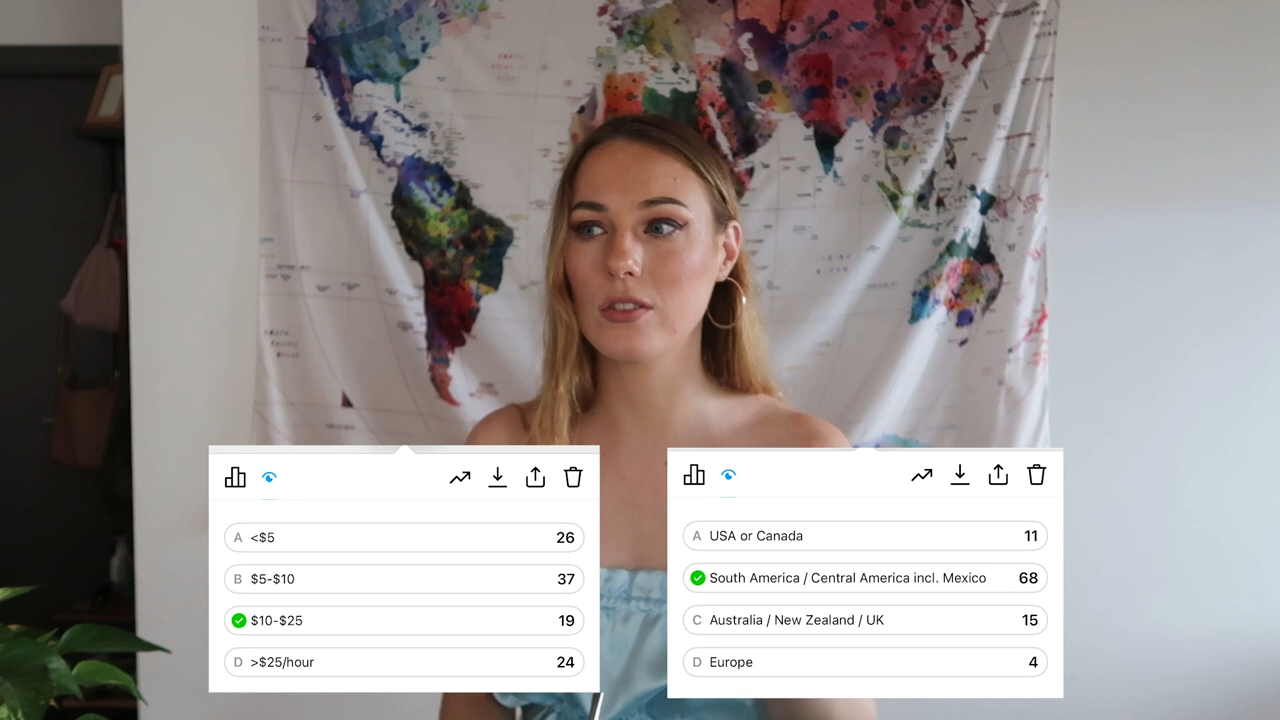 A <$5 26
B $5-$10 37
$10-$25 19
D >$25/hour 24
A USA or Canada 11
South America / Central America incl. Mexico 68
C Australia / New Zealand / UK 15
D Europe 4